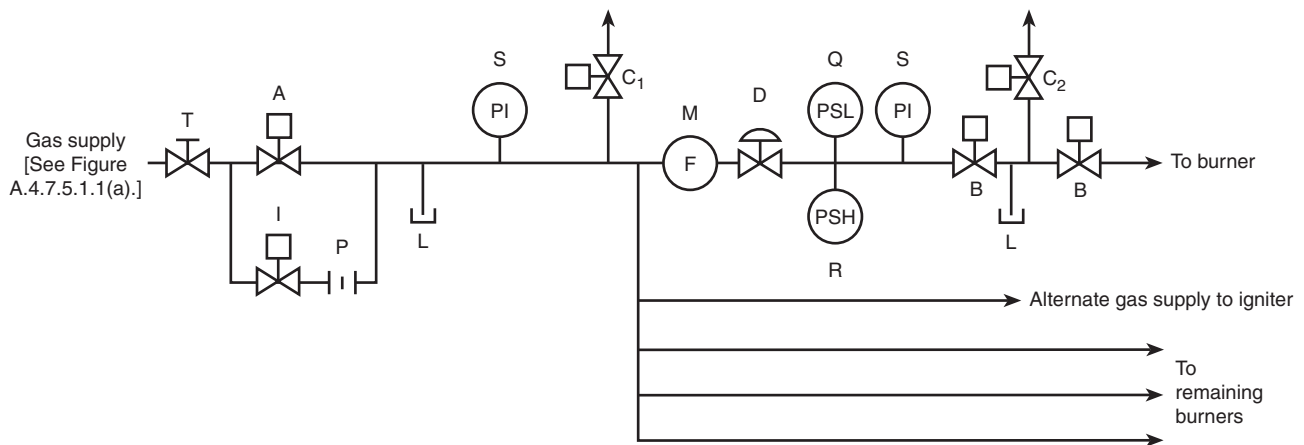 S
C₁
Q
S
C₂
A
M
D
T
PI
PSL
PI
Gas supply
[See Figure
A.4.7.5.1.1(a).]
F
To burner
B
B
I
L
PSH
L
P
R
Alternate gas supply to igniter
To
remaining
burners